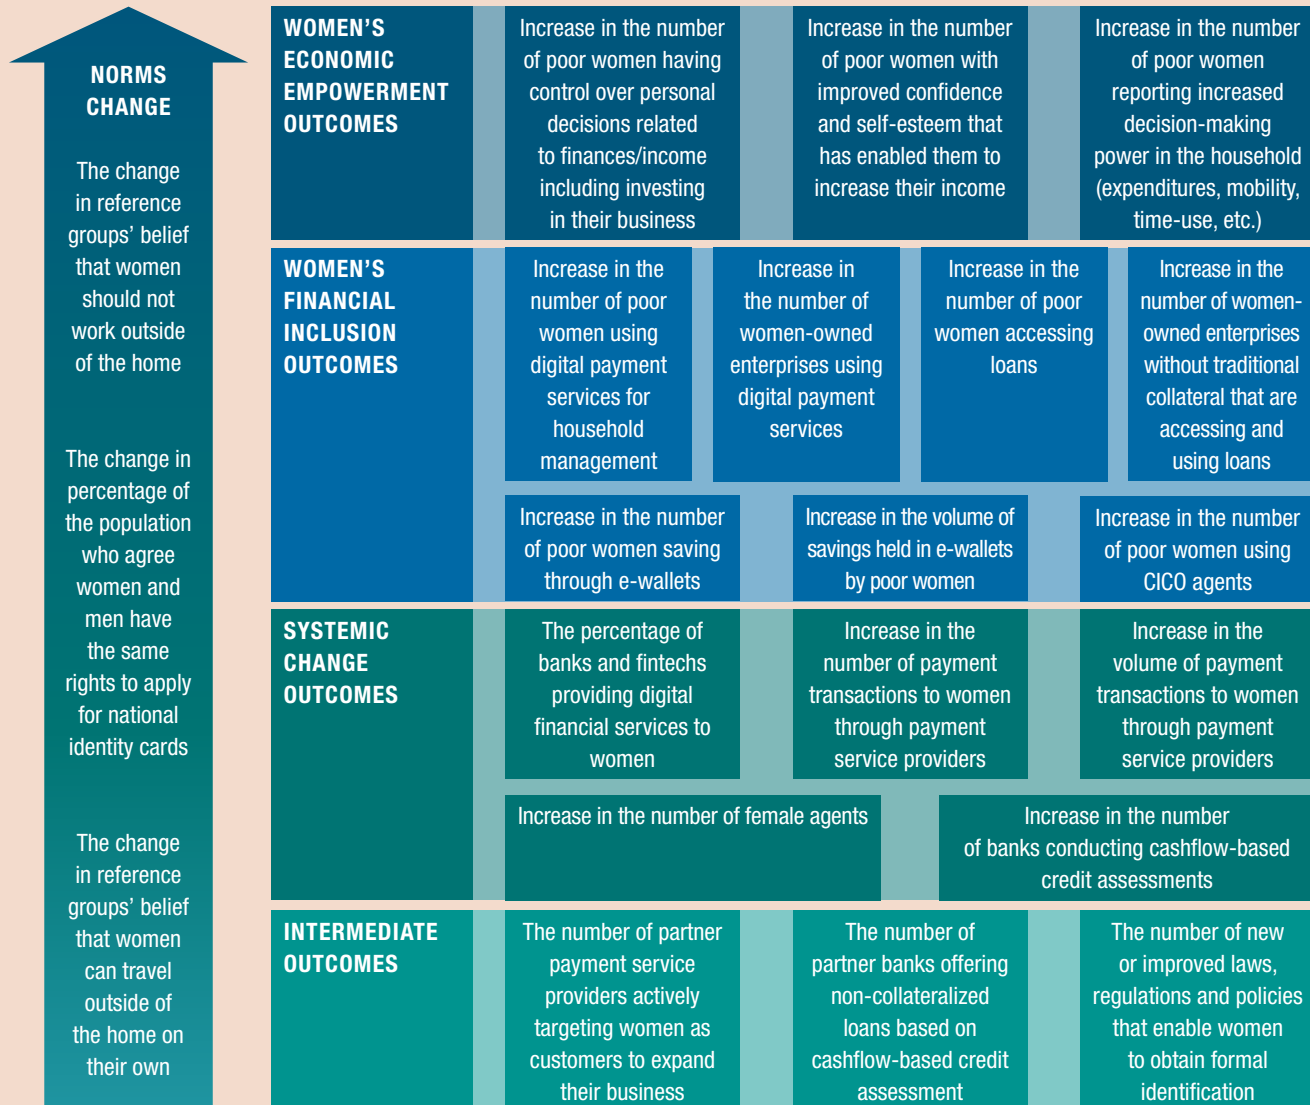 NORMS
CHANGE
The change
in reference
groups’ belief
that women
should not
work outside
of the home
The change in
percentage of
the population
who agree
women and
men have
the same
rights to apply
for national
identity cards
The change
in reference
groups’ belief
that women
can travel
outside of
the home on
their own
WOMEN’S
ECONOMIC
EMPOWERMENT
OUTCOMES
Increase in the number
of poor women having
control over personal
decisions related
to finances/income
including investing
in their business
Increase in the number
of poor women with
improved confidence
and self-esteem that
has enabled them to
increase their income
Increase in the number
of poor women
reporting increased
decision-making
power in the household
(expenditures, mobility,
time-use, etc.)
WOMEN’S
FINANCIAL
INCLUSION
OUTCOMES
Increase in the
number of poor
women using
digital payment
services for
household
management
Increase in
the number of
women-owned
enterprises using
digital payment
services
Increase in the
number of poor
women accessing
loans
Increase in the
number of women-
owned enterprises
without traditional
collateral that are
accessing and
using loans
Increase in the number
of poor women saving
through e-wallets
Increase in the volume of
savings held in e-wallets
by poor women
Increase in the number
of poor women using
CICO agents
SYSTEMIC
CHANGE
OUTCOMES
The percentage of
banks and fintechs
providing digital
financial services to
women
Increase in the
number of payment
transactions to women
through payment
service providers
Increase in the
volume of payment
transactions to women
through payment
service providers
Increase in the number of female agents
Increase in the number
of banks conducting cashflow-based
credit assessments
INTERMEDIATE
OUTCOMES
The number of partner
payment service
providers actively
targeting women as
customers to expand
their business
The number of
partner banks offering
non-collateralized
loans based on
cashflow-based credit
assessment
The number of new
or improved laws,
regulations and policies
that enable women
to obtain formal
identification